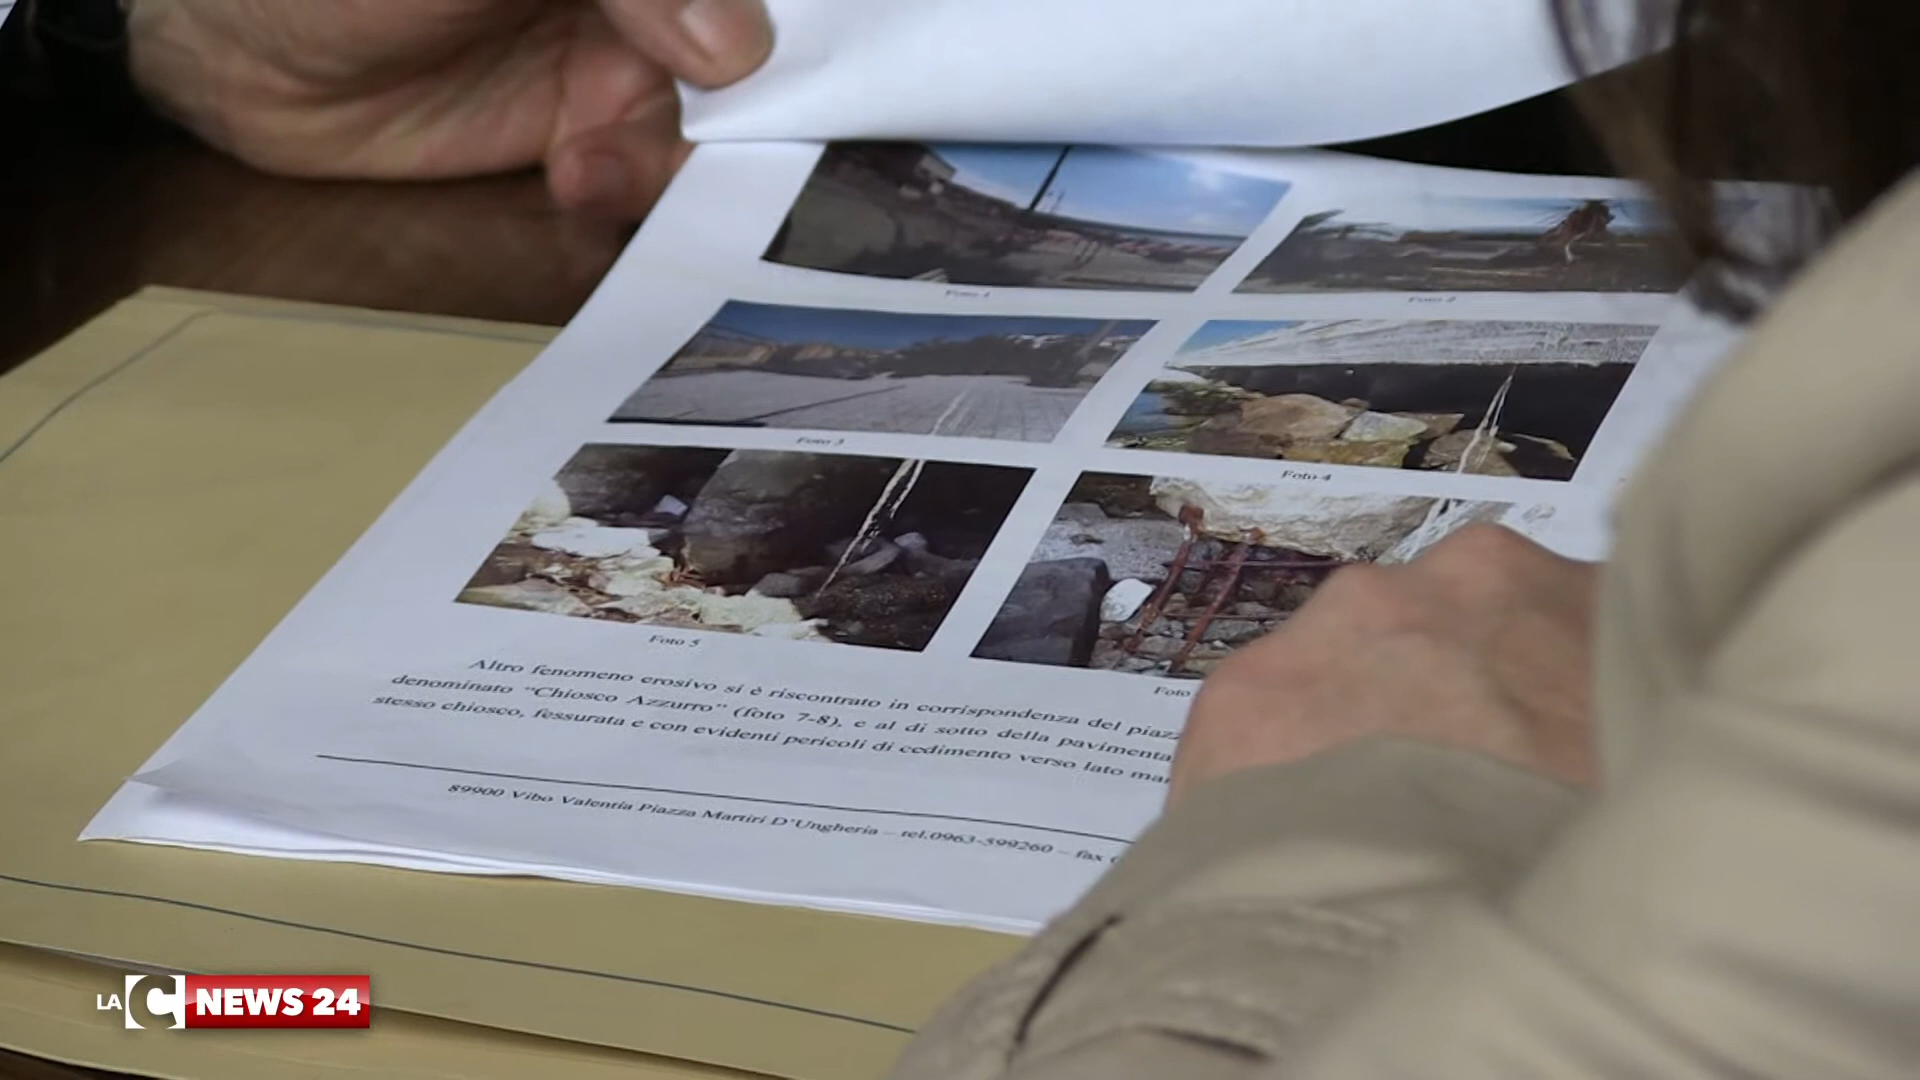 Foto 1
Foto 2
Foto 3
Foto 4
Foto 5
Foto
Altro fenomeno erosivo si è riscontrato in corrispondenza del piazz
denominato "Chiosco Azzurro" (foto 7-8), e al di sotto della pavimenta
stesso chiosco, fessurata e con evidenti pericoli di cedimento verso lato mar
89900 Vibo Valentia Piazza Martiri D'Ungheria – tel.0963-599260 – fax
LA C NEWS 24